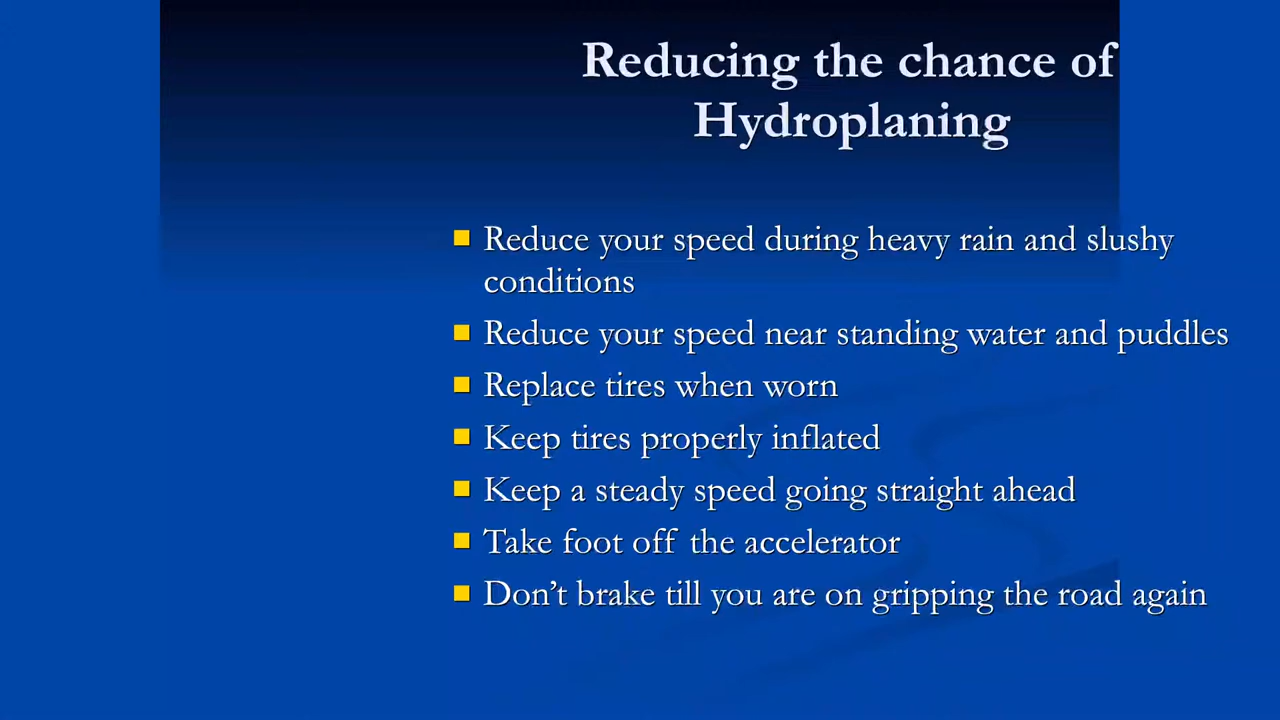 Reducing the chance of
Hydroplaning
Reduce your speed during heavy rain and slushy
conditions
Reduce your speed near standing water and puddles
Replace tires when worn
Keep tires properly inflated
Keep a steady speed going straight ahead
Take foot off the accelerator
Don’t brake till you are on gripping the road again